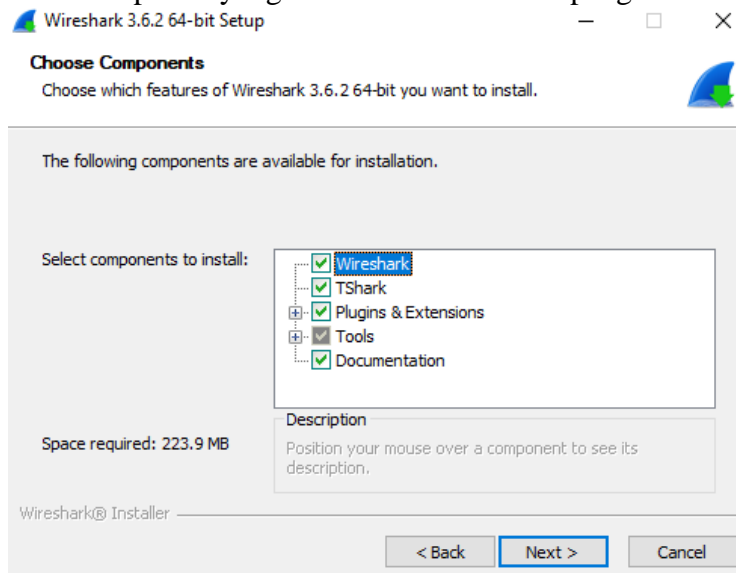 Wireshark 3.6.2 64-bit Setup
Choose Components
Choose which features of Wireshark 3.6.2 64-bit you want to install.
The following components are available for installation.
Select components to install:
Wireshark
TShark
Plugins & Extensions
Tools
Documentation
Space required: 223.9 MB
Description
Position your mouse over a component to see its
description.
Wireshark® Installer
< Back
Next >
Cancel